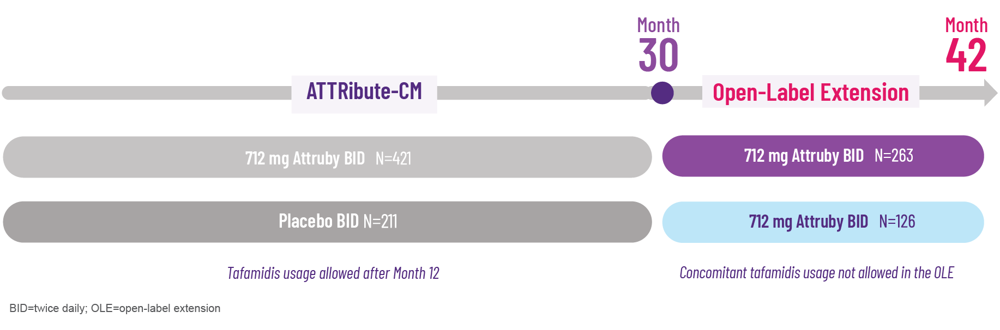 Month
30
Month
42
ATTRibute-CM
Open-Label Extension
712 mg Attruby BID N=421
712 mg Attruby BID N=263
Placebo BID N=211
712 mg Attruby BID N=126
Tafamidis usage allowed after Month 12
Concomitant tafamidis usage not allowed in the OLE
BID=twice daily; OLE=open-label extension